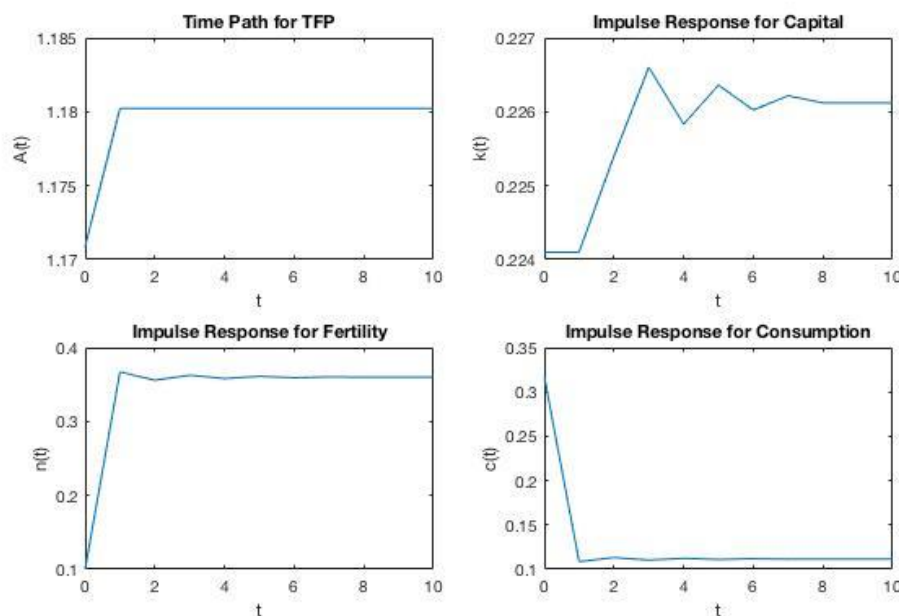 Time Path for TFP
1.185
1.18
1.175
1.17
A(t)
0 2 4 6 8 10
t
Impulse Response for Capital
0.227
0.226
0.225
0.224
k(t)
0 2 4 6 8 10
t
Impulse Response for Fertility
0.4
0.3
0.2
0.1
n(t)
0 2 4 6 8 10
t
Impulse Response for Consumption
0.35
0.3
0.25
0.2
0.15
0.1
c(t)
0 2 4 6 8 10
t